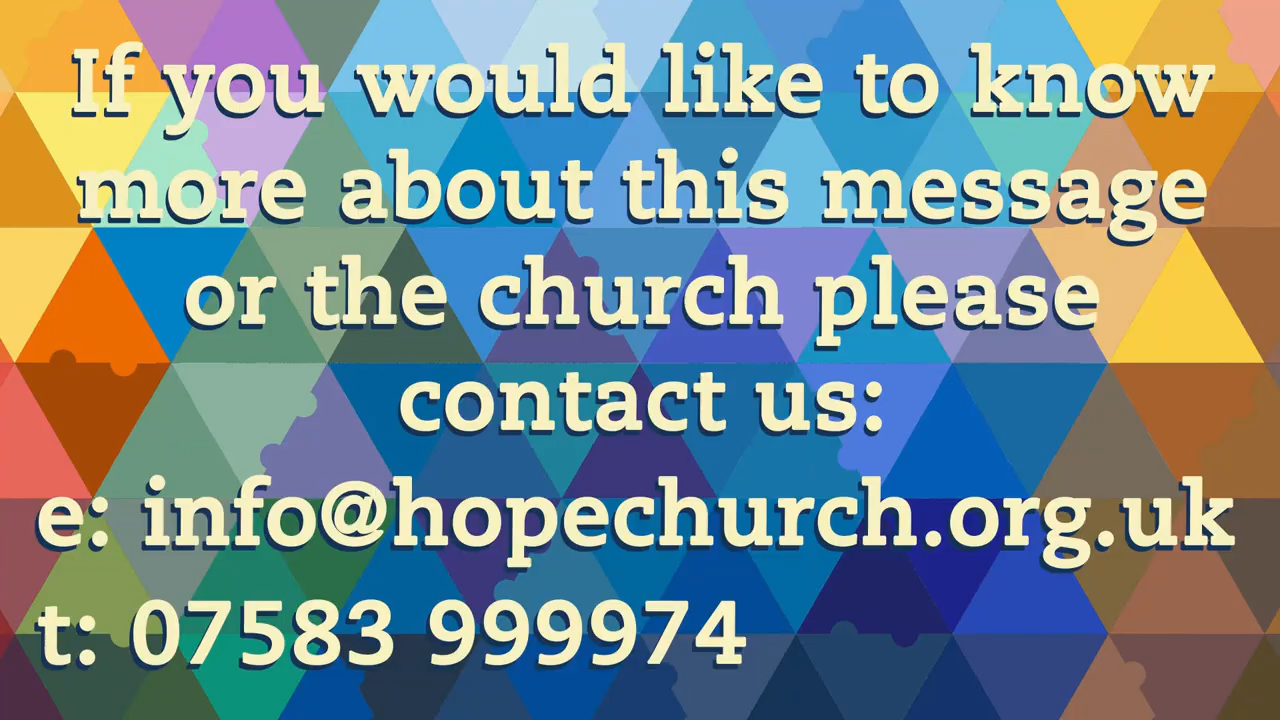 If you would like to know
more about this message
or the church please
contact us:
e: info@hopechurch.org.uk
t: 07583 999974